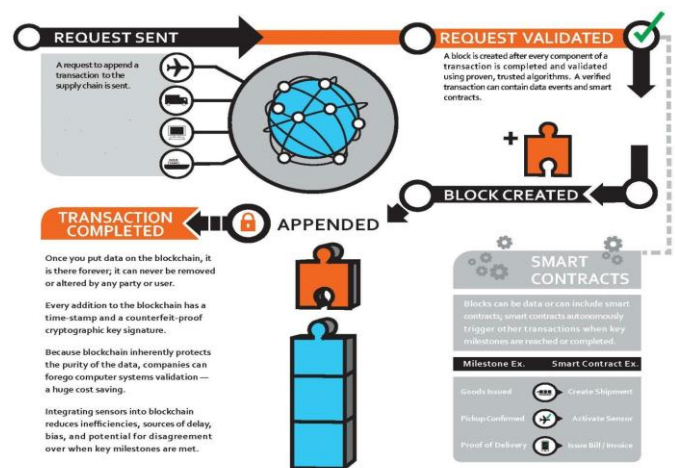 REQUEST SENT
A request to append a
transaction to the
supply chain is sent.
REQUEST VALIDATED
A block is created after every component of a
transaction is completed and validated
using proven, trusted algorithms. A verified
transaction can contain data events and smart
contracts.
+
BLOCK CREATED
APPENDED
TRANSACTION
COMPLETED
Once you put data on the blockchain, it
is there forever; it can never be removed
or altered by any party or user.
Every addition to the blockchain has a
time-stamp and a counterfeit-proof
cryptographic key signature.
Because blockchain inherently protects
the purity of the data, companies can
forego computer systems validation —
a huge cost saving.
Integrating sensors into blockchain
reduces inefficiencies, sources of delay,
bias, and potential for disagreement
over when key milestones are met.
SMART
CONTRACTS
Blocks can be data or can include smart
contracts; smart contracts autonomously
trigger other transactions when key
milestones are reached or completed.
Milestone Ex. Smart Contract Ex.
Goods Issued Create Shipment
Pickup Confirmed Activate Sensor
Proof of Delivery Issue Bill / Invoice